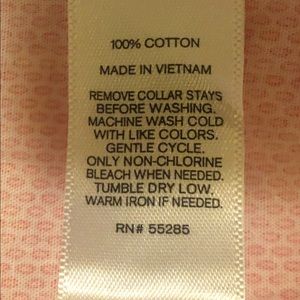 100% COTTON
MADE IN VIETNAM
REMOVE COLLAR STAYS
BEFORE WASHING.
MACHINE WASH COLD
WITH LIKE COLORS.
GENTLE CYCLE.
ONLY NON-CHLORINE
BLEACH WHEN NEEDED.
TUMBLE DRY LOW.
WARM IRON IF NEEDED.
RN# 55285